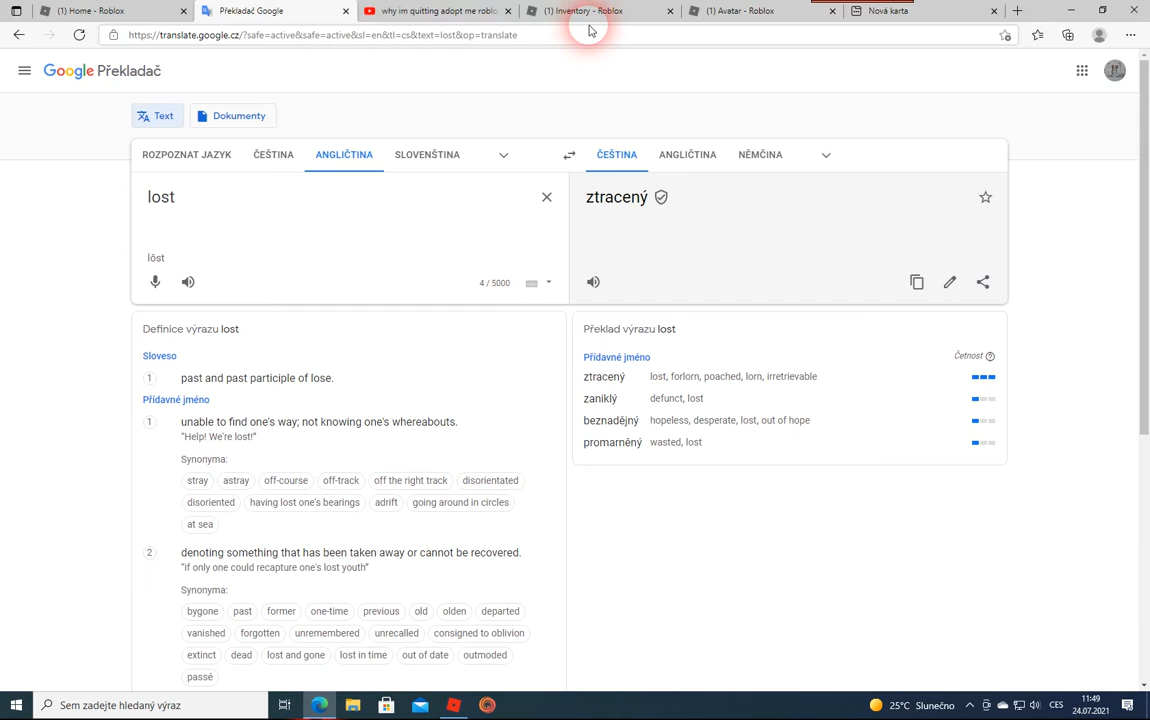 (1) Home - Roblox
Překladač Google
why im quitting adopt me roblo
(1) Inventory - Roblox
(1) Avatar - Roblox
Nová karta
https://translate.google.cz/?safe=active&safe=active&sl=en&tl=cs&text=lost&op=translate
Google Překladač
Text
Dokumenty
ROZPOZNAT JAZYK ČEŠTINA ANGLIČTINA SLOVENŠTINA
ČEŠTINA ANGLIČTINA NĚMČINA
lost
lôst
4 / 5000
ztracený
Definice výrazu lost
Sloveso
1 past and past participle of lose.
Přídavné jméno
1 unable to find one's way; not knowing one's whereabouts.
"Help! We're lost!"
Synonyma:
stray astray off-course off-track off the right track disorientated
disoriented having lost one's bearings adrift going around in circles
at sea
2 denoting something that has been taken away or cannot be recovered.
"if only one could recapture one's lost youth"
Synonyma:
bygone past former one-time previous old olden departed
vanished forgotten unremembered unrecalled consigned to oblivion
extinct dead lost and gone lost in time out of date outmoded
passé
Překlad výrazu lost
Přídavné jméno Četnost
ztracený lost, forlorn, poached, lorn, irretrievable
zaniklý defunct, lost
beznadějný hopeless, desperate, lost, out of hope
promarněný wasted, lost
Sem zadejte hledaný výraz
25°C Slunečno
CES
11:49
24.07.2021